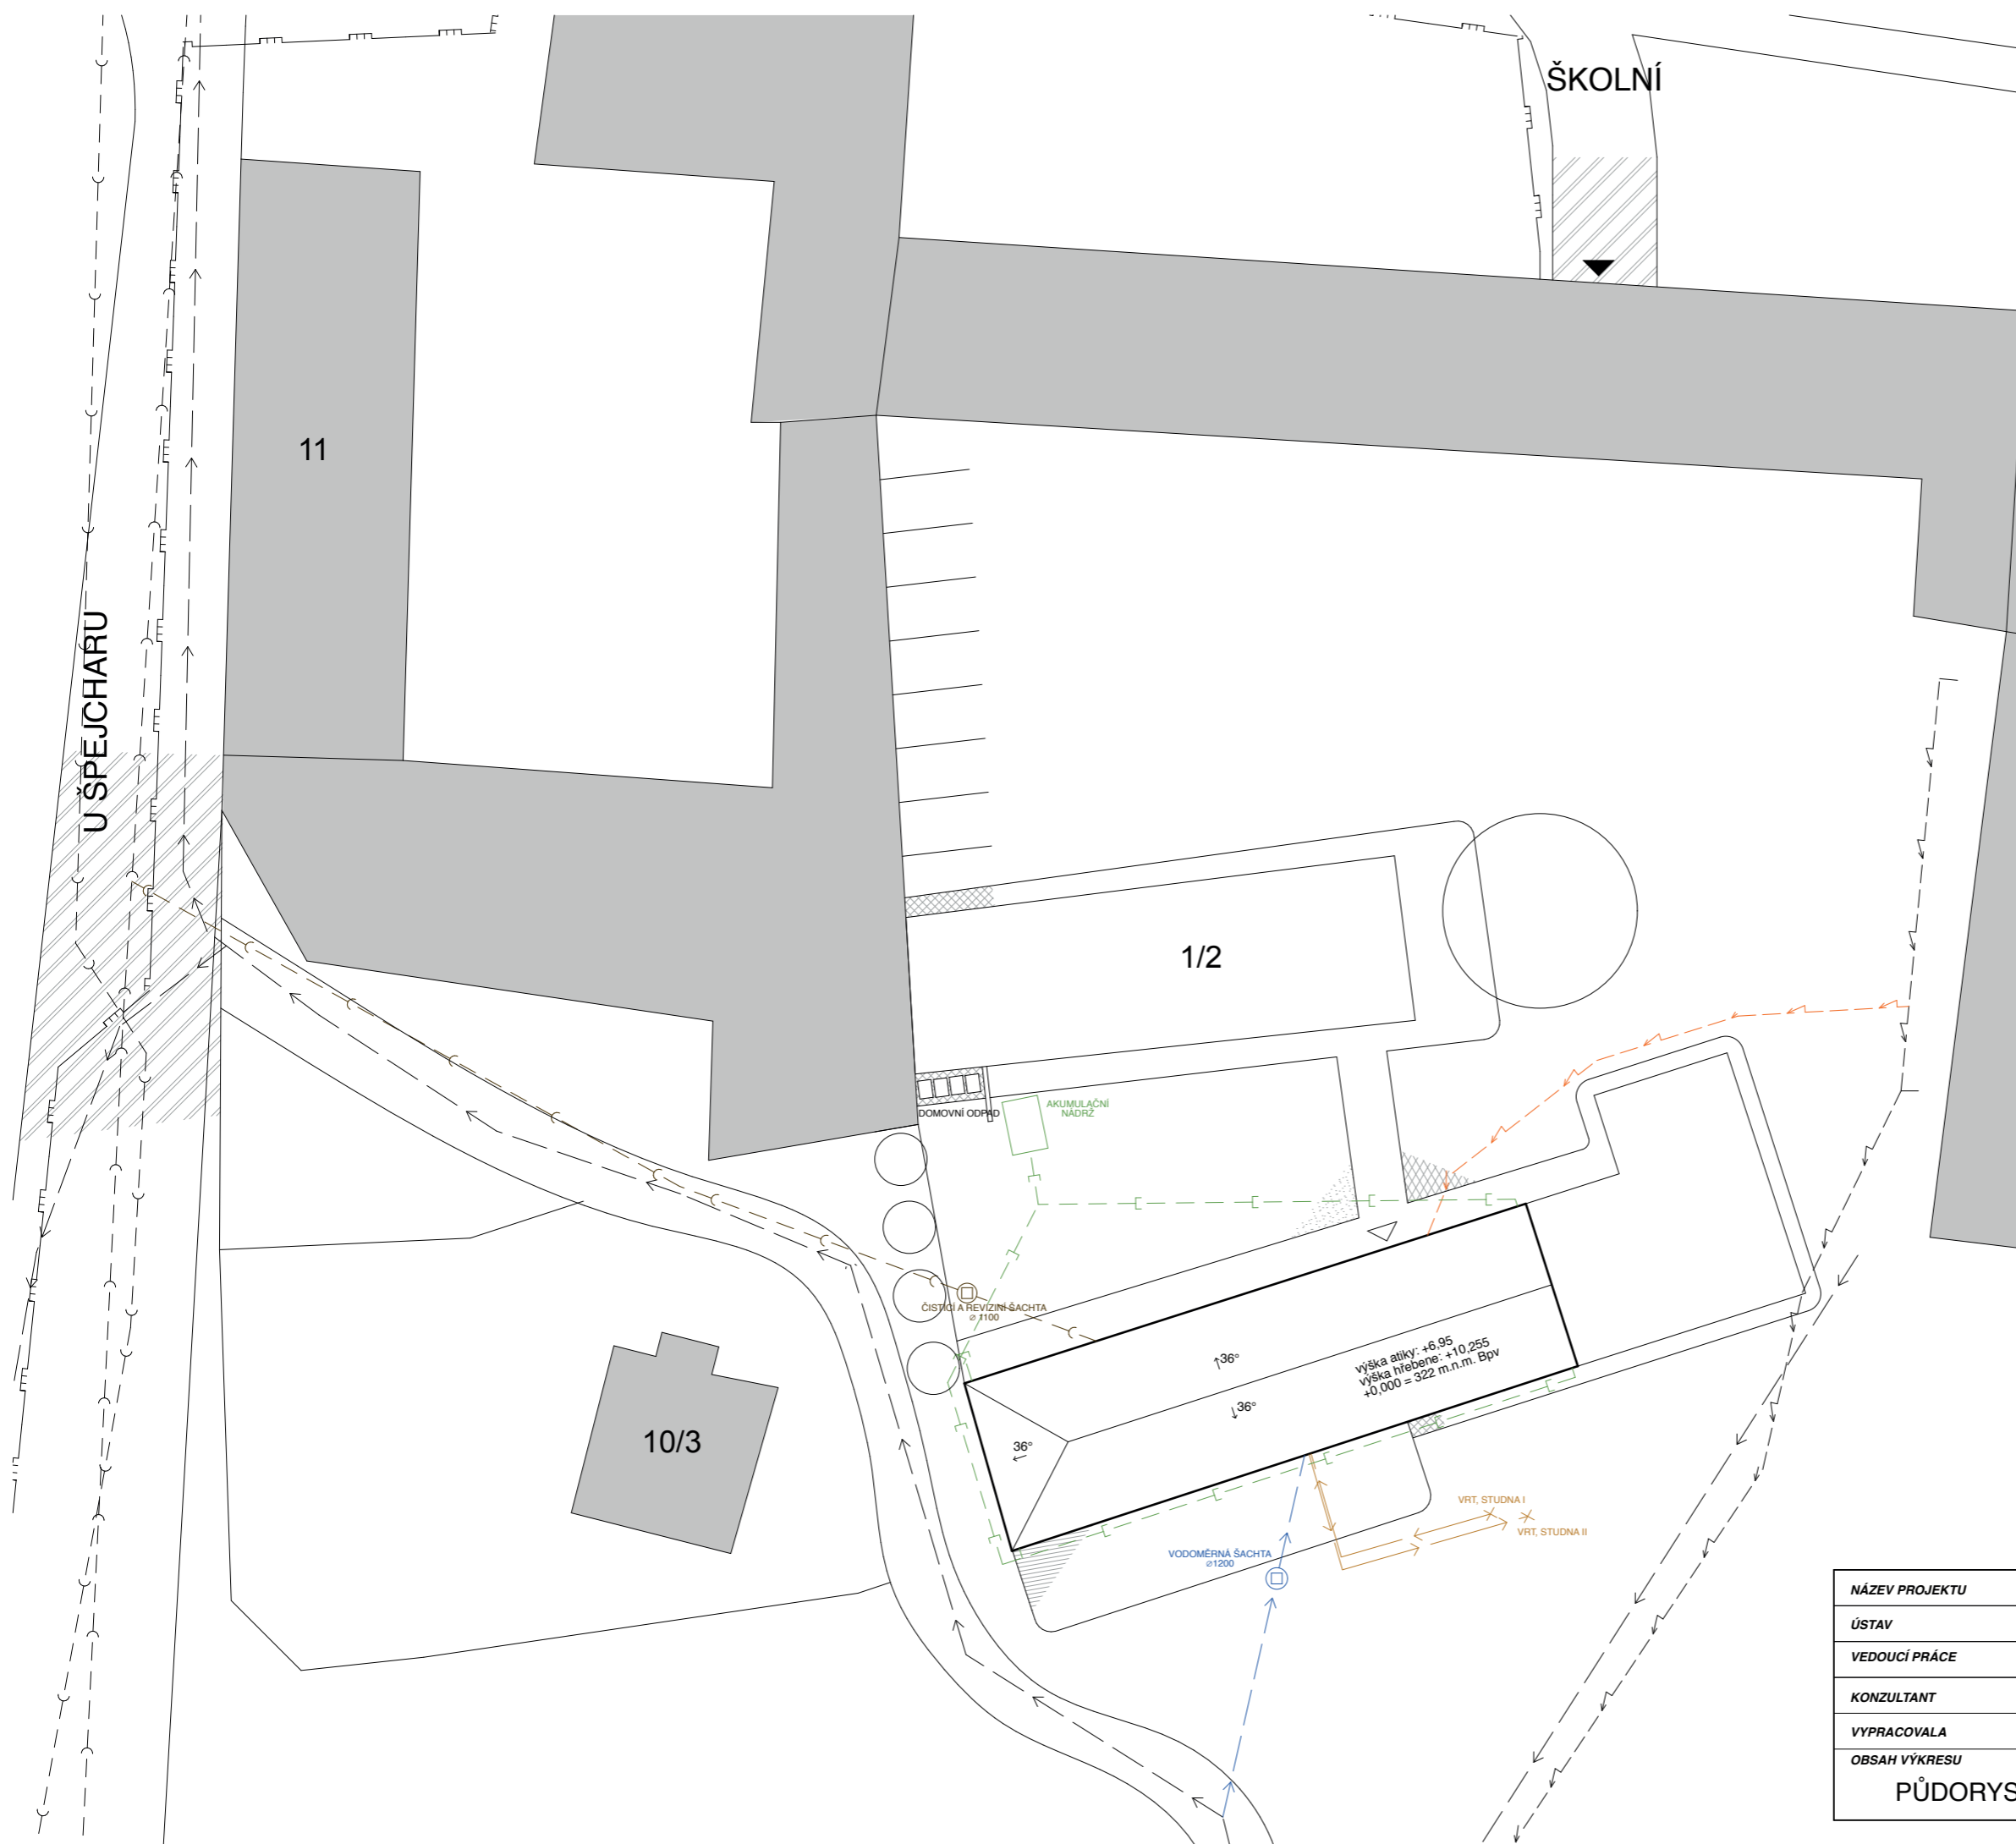 ŠKOLNÍ
11
U ŠPEJCHARU
1/2
DOMOVNÍ ODPAD
AKUMULAČNÍ
NÁDRŽ
ČISTÍCÍ A REVIZINÍ ŠACHTA
⌀ 1100
36°
výška atiky: +6,95
výška hřebene: +10,255
+0,000 = 322 m.n.m. Bpv
36°
36°
10/3
VRT, STUDNA I
VRT, STUDNA II
VODOMĚRNÁ ŠACHTA
⌀1200
NÁZEV PROJEKTU
ÚSTAV
VEDOUCÍ PRÁCE
KONZULTANT
VYPRACOVALA
OBSAH VÝKRESU
PŮDORYS